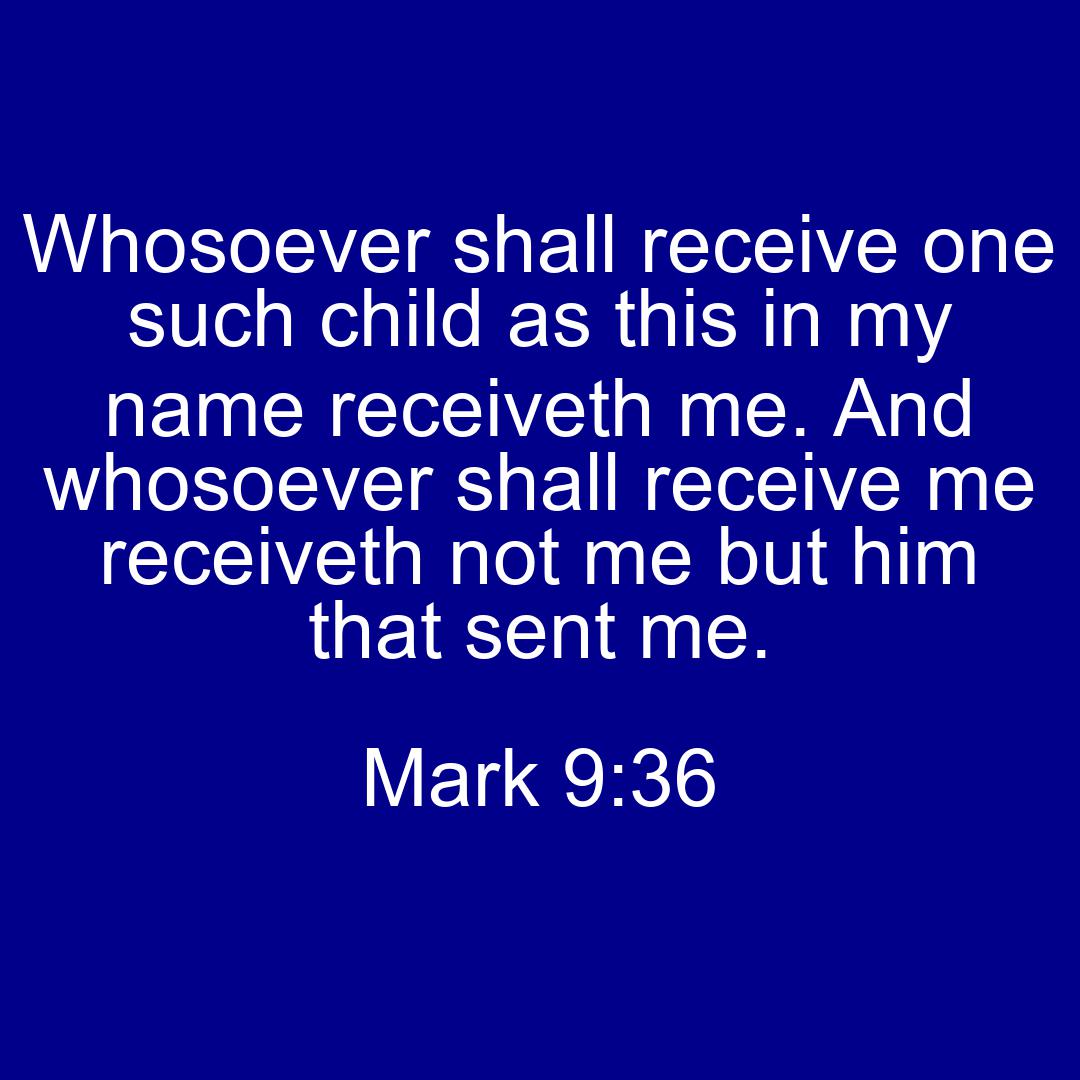 Whosoever shall receive one
such child as this in my
name receiveth me. And
whosoever shall receive me
receiveth not me but him
that sent me.
Mark 9:36